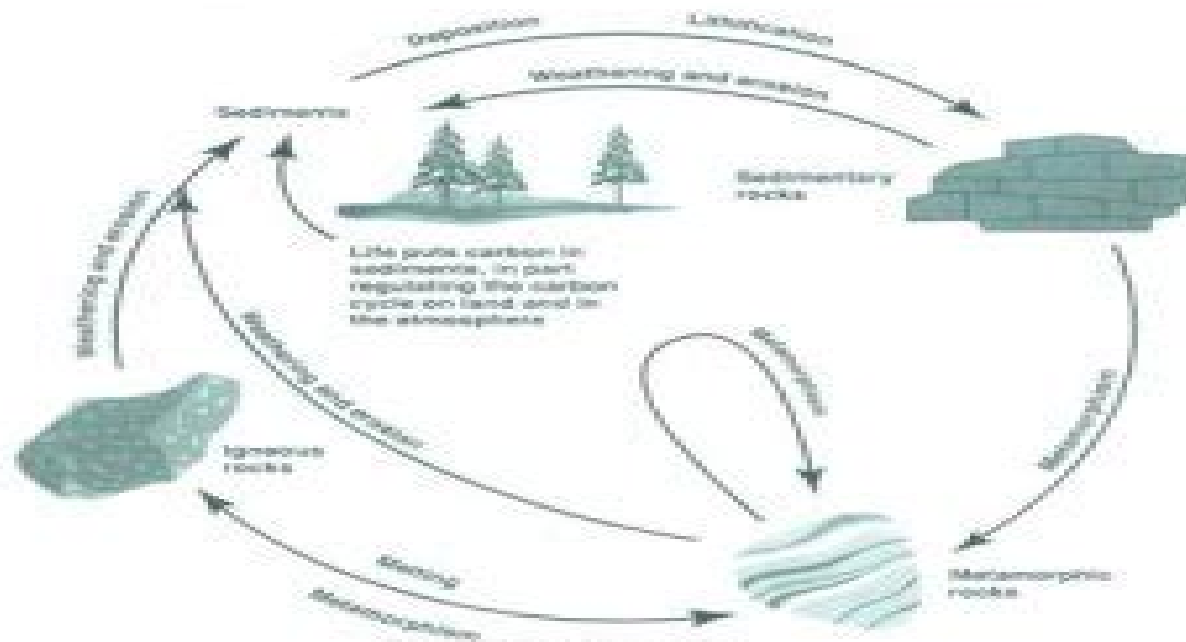 Deposition
Lithification
Weathering and erosion
Sediments
Sedimentary
rocks
Weathering and erosion
Life puts carbon in
sediments, in part
regulating the carbon
cycle on land and in
the atmosphere
Weathering and erosion
Metamorphism
Metamorphism
Igneous
rocks
Melting
Metamorphism
Metamorphic
rocks